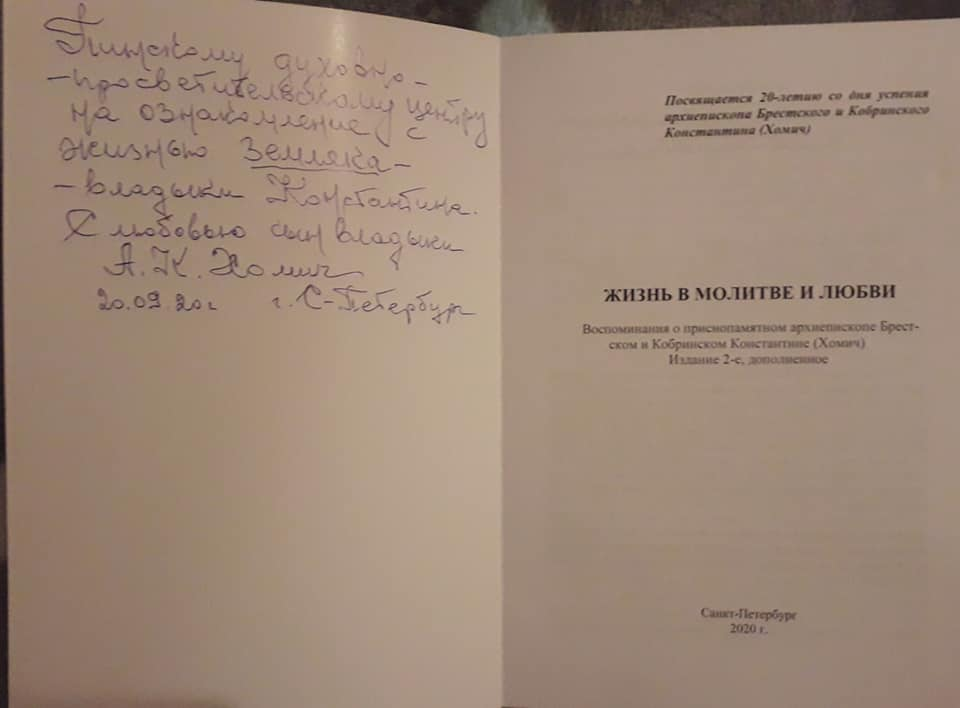 Пинскому духовно-
-просветительскому центру
на ознакомление с
жизнью Земляка -
- владыки Константина.
С любовью сын владыки
А.К. Хомич
20.09.20г г. С-Петербург
Посвящается 20-летию со дня успения
архиепископа Брестского и Кобринского
Константина (Хомич)
ЖИЗНЬ В МОЛИТВЕ И ЛЮБВИ
Воспоминания о приснопамятном архиепископе Брест-
ском и Кобринском Константине (Хомич)
Издание 2-е, дополненное
Санкт-Петербург
2020 г.